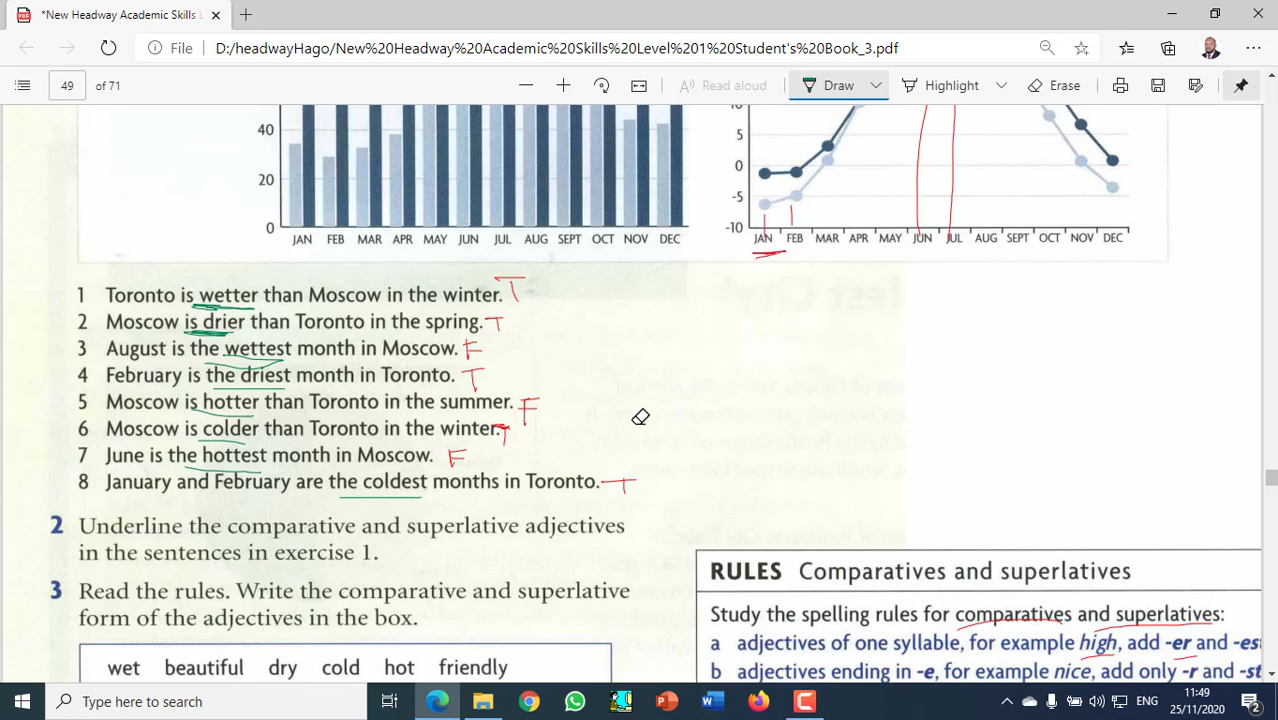 *New Headway Academic Skills L
File D:/headwayHago/New%20Headway%20Academic%20Skills%20Level%201%20Student's%20Book_3.pdf
49 of 71 Read aloud Draw Highlight Erase
40
20
0
JAN FEB MAR APR MAY JUN JUL AUG SEPT OCT NOV DEC
10
5
0
-5
-10
JAN FEB MAR APR MAY JUN JUL AUG SEPT OCT NOV DEC
1 Toronto is wetter than Moscow in the winter. T
2 Moscow is drier than Toronto in the spring. T
3 August is the wettest month in Moscow. F
4 February is the driest month in Toronto. T
5 Moscow is hotter than Toronto in the summer. F
6 Moscow is colder than Toronto in the winter. T
7 June is the hottest month in Moscow. F
8 January and February are the coldest months in Toronto. T
2 Underline the comparative and superlative adjectives
in the sentences in exercise 1.
3 Read the rules. Write the comparative and superlative
form of the adjectives in the box.
wet beautiful dry cold hot friendly
RULES Comparatives and superlatives
Study the spelling rules for comparatives and superlatives:
a adjectives of one syllable, for example high, add -er and -est
b adjectives ending in -e, for example nice, add only -r and -st
Type here to search
ENG
11:49
25/11/2020
2